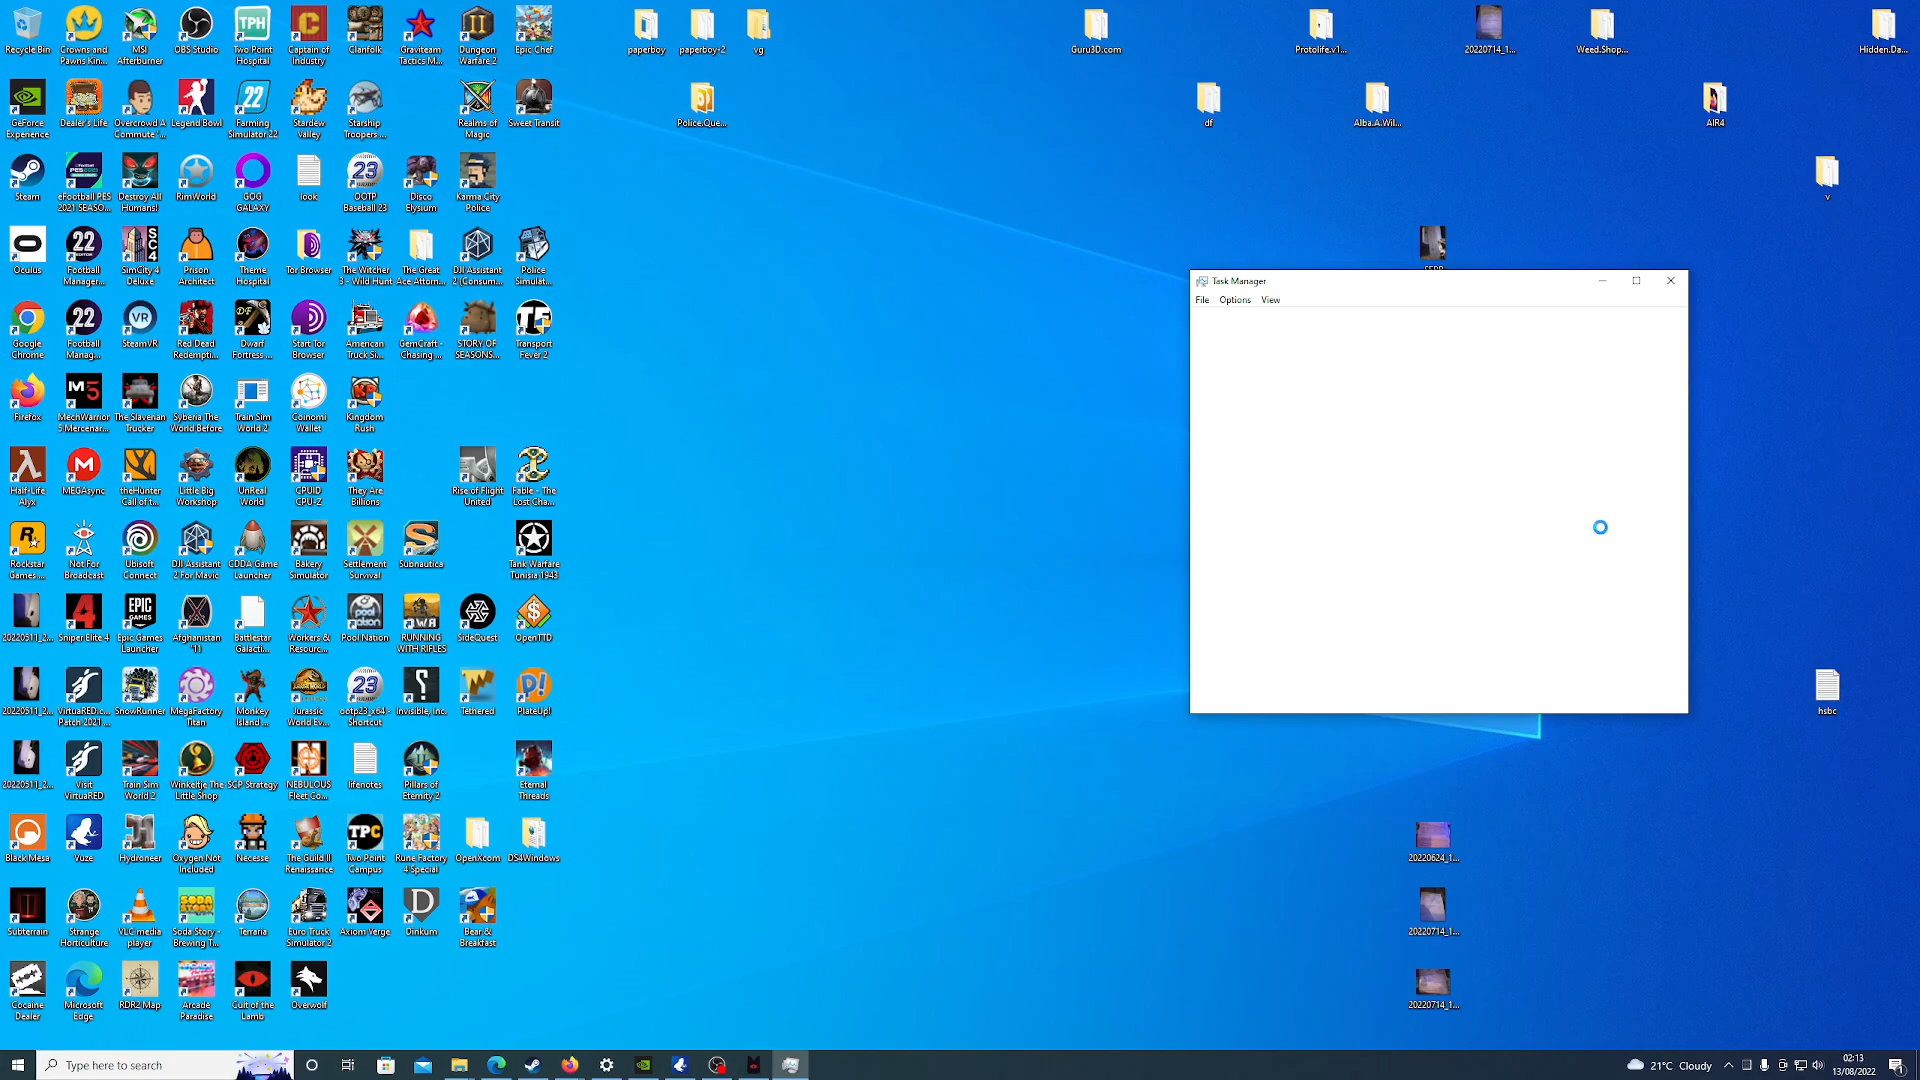 Recycle Bin
Crowns and
Pawns Kin...
MSI
Afterburner
OBS Studio
Two Point
Hospital
Captain of
Industry
Clanfolk
Graviteam
Tactics M...
Dungeon
Warfare 2
Epic Chef
paperboy
paperboy-2
vg
Guru3D.com
Protolife.v1...
20220714_1...
Weed.Shop...
Hidden.Da...
GeForce
Experience
Dealer's Life
Overcrowd A
Commute '...
Legend Bowl
Farming
Simulator 22
Stardew
Valley
Starship
Troopers ...
Realms of
Magic
Sweet Transit
Police.Que...
df
Alba.A.Wil...
AIR4
Steam
eFootball PES
2021 SEASO...
Destroy All
Humans!
RimWorld
GOG
GALAXY
look
OOTP
Baseball 23
Disco
Elysium
Karma City
Police
v
Oculus
Football
Manager...
SimCity 4
Deluxe
Prison
Architect
Theme
Hospital
Tor Browser
The Witcher
3 - Wild Hunt
The Great
Ace Attorn...
DJI Assistant
2 (Consum...
Police
Simulat...
Task Manager
File Options View
Google
Chrome
Football
Manag...
SteamVR
Red Dead
Redempti...
Dwarf
Fortress ...
Start Tor
Browser
American
Truck Si...
GemCraft -
Chasing ...
STORY OF
SEASONS...
Transport
Fever 2
Firefox
MechWarrior
5 Mercenar...
The Slaverian
Trucker
Syberia The
World Before
Train Sim
World 2
Coinomi
Wallet
Kingdom
Rush
Half-Life
Alyx
MEGAsync
theHunter
Call of t...
Little Big
Workshop
UnReal
World
CPUID
CPU-Z
They Are
Billions
Rise of Flight
United
Fable - The
Lost Cha...
Rockstar
Games ...
Not For
Broadcast
Ubisoft
Connect
DJI Assistant
2 For Mavic
CDDA Game
Launcher
Bakery
Simulator
Settlement
Survival
Subnautica
Tank Warfare
Tunisia 1943
20220511_2...
Sniper Elite 4
Epic Games
Launcher
Afghanistan
'11
Battlestar
Galacti...
Workers &
Resourc...
Pool Nation
RUNNING
WITH RIFLES
SideQuest
OpenTTD
20220511_2...
VirtuaRED.c...
Patch 2021...
SnowRunner
MegaFactory
Titan
Monkey
Island ...
Jurassic
World Ev...
ootp23_x64 -
Shortcut
Invisible, Inc.
Tethered
PlateUp!
hsbc
20220511_2...
Visit
VirtuaRED
Train Sim
World 2
Winkeltje The
Little Shop
SCP Strategy
NEBULOUS
Fleet Co...
lifenotes
Pillars of
Eternity 2
Eternal
Threads
Black Mesa
Vuze
Hydroneer
Oxygen Not
Included
Necesse
The Guild II
Renaissance
Two Point
Campus
Rune Factory
4 Special
OpenXcom
DS4Windows
20220624_1...
Subterrain
Strange
Horticulture
VLC media
player
Soda Story -
Brewing T...
Terraria
Euro Truck
Simulator 2
Axiom Verge
Dinkum
Bear &
Breakfast
20220714_1...
Cocaine
Dealer
Microsoft
Edge
RDR2 Map
Arcade
Paradise
Cult of the
Lamb
Overwolf
20220714_1...
Type here to search
21°C Cloudy
02:13
13/08/2022